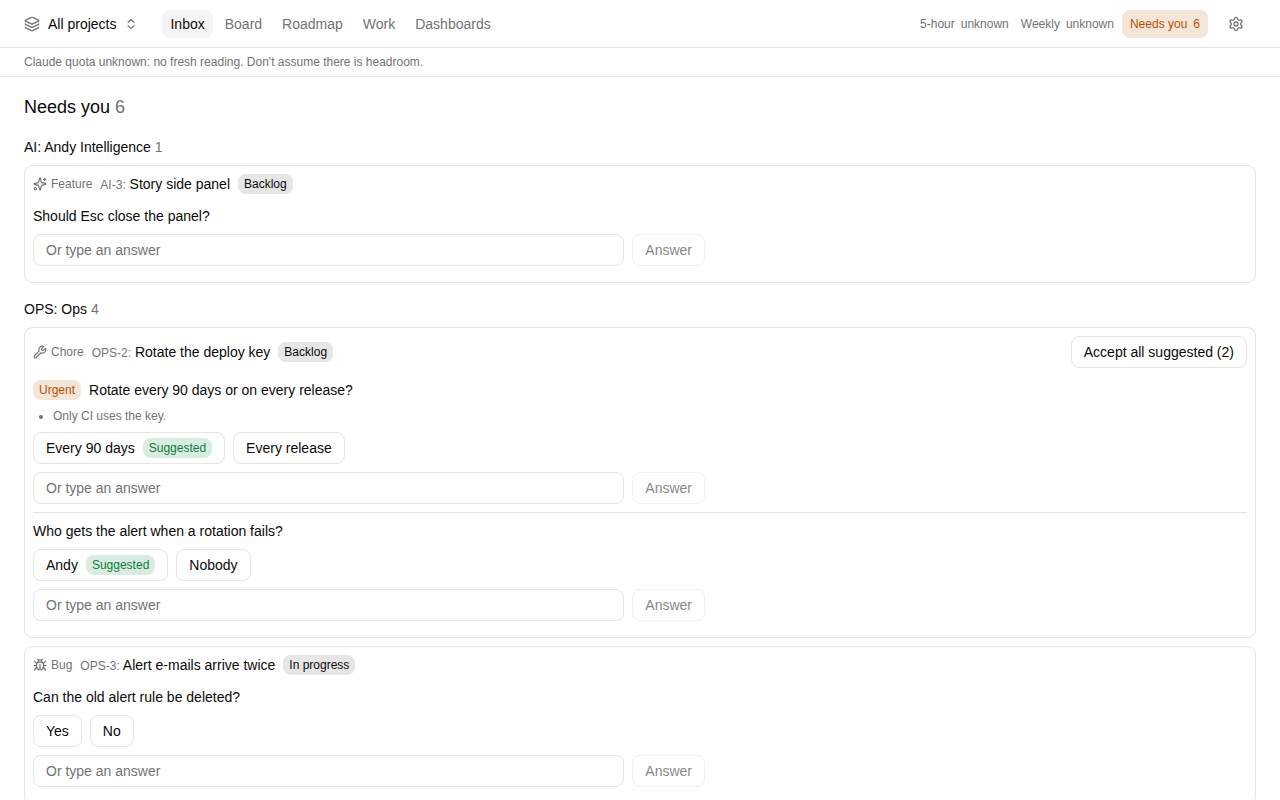 All projects Inbox Board Roadmap Work Dashboards 5-hour unknown Weekly unknown Needs you 6
Claude quota unknown: no fresh reading. Don't assume there is headroom.
Needs you 6
AI: Andy Intelligence 1
Feature AI-3: Story side panel Backlog
Should Esc close the panel?
Or type an answer Answer
OPS: Ops 4
Chore OPS-2: Rotate the deploy key Backlog Accept all suggested (2)
Urgent Rotate every 90 days or on every release?
Only CI uses the key.
Every 90 days Suggested Every release
Or type an answer Answer
Who gets the alert when a rotation fails?
Andy Suggested Nobody
Or type an answer Answer
Bug OPS-3: Alert e-mails arrive twice In progress
Can the old alert rule be deleted?
Yes No
Or type an answer Answer